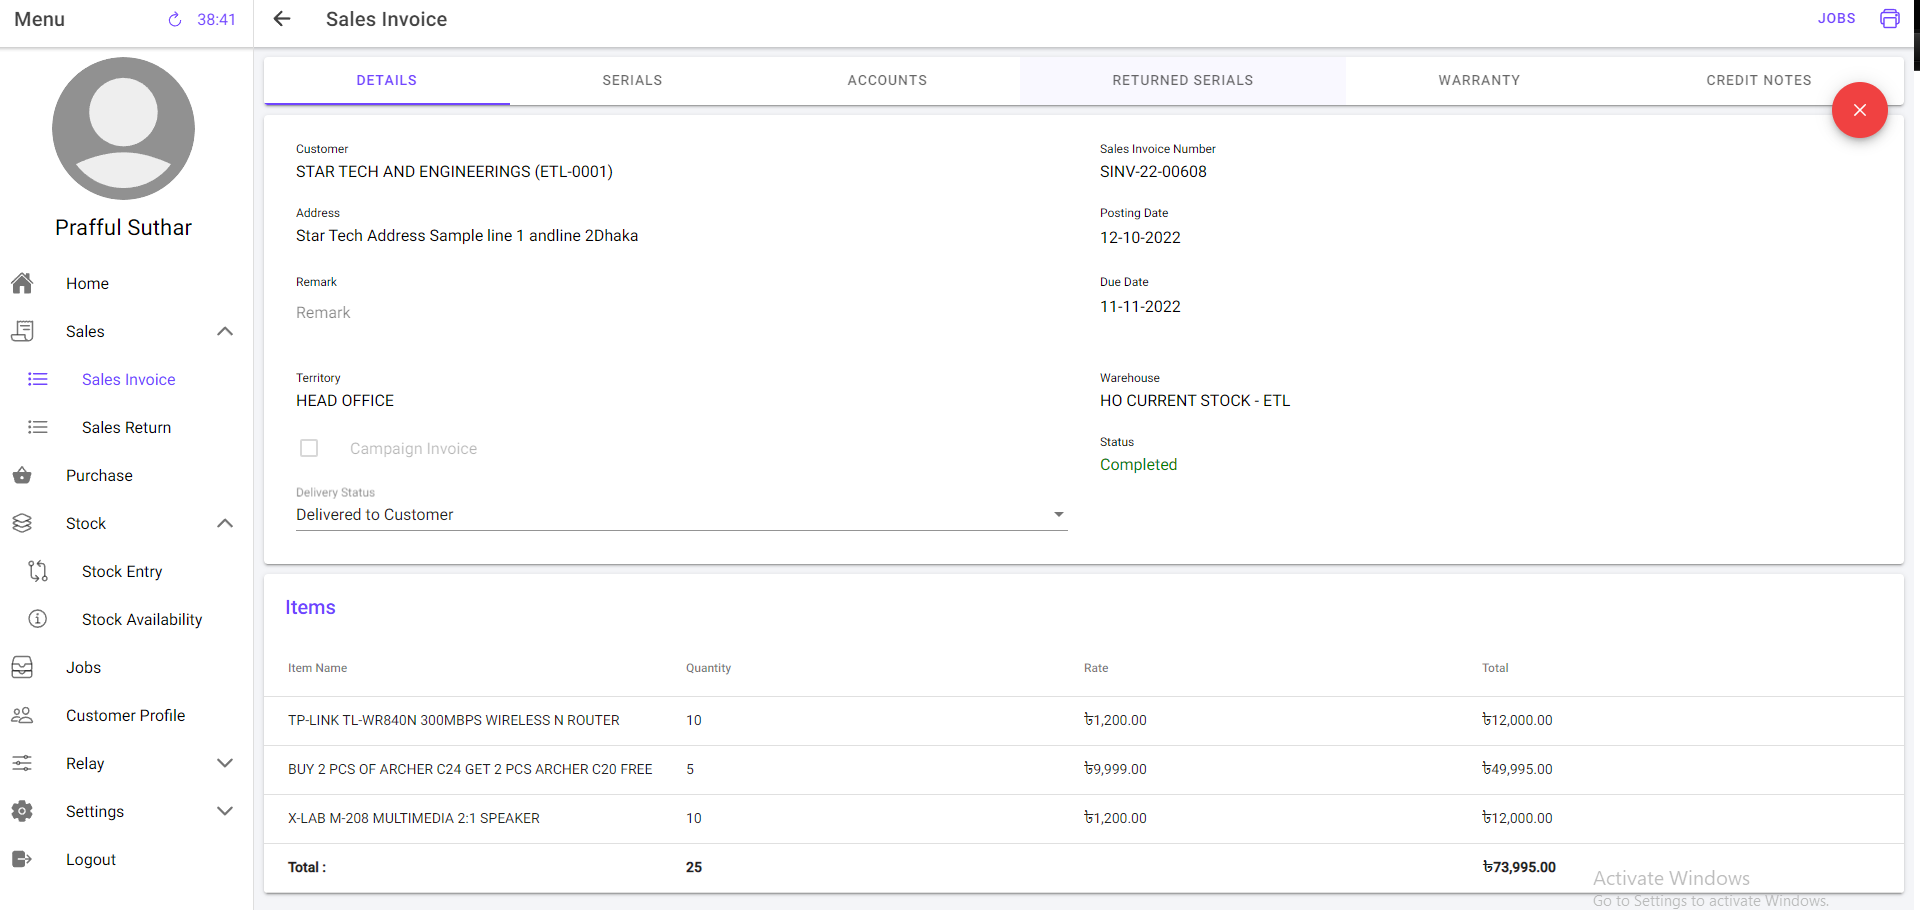 Menu 38:41
Sales Invoice
JOBS
DETAILS SERIALS ACCOUNTS RETURNED SERIALS WARRANTY CREDIT NOTES
Prafful Suthar
Home
Sales
Sales Invoice
Sales Return
Purchase
Stock
Stock Entry
Stock Availability
Jobs
Customer Profile
Relay
Settings
Logout
Customer
STAR TECH AND ENGINEERINGS (ETL-0001)
Address
Star Tech Address Sample line 1 andline 2Dhaka
Remark
Remark
Territory
HEAD OFFICE
Campaign Invoice
Delivery Status
Delivered to Customer
Sales Invoice Number
SINV-22-00608
Posting Date
12-10-2022
Due Date
11-11-2022
Warehouse
HO CURRENT STOCK - ETL
Status
Completed
Items
Item Name Quantity Rate Total
TP-LINK TL-WR840N 300MBPS WIRELESS N ROUTER 10 ৳1,200.00 ৳12,000.00
BUY 2 PCS OF ARCHER C24 GET 2 PCS ARCHER C20 FREE 5 ৳9,999.00 ৳49,995.00
X-LAB M-208 MULTIMEDIA 2:1 SPEAKER 10 ৳1,200.00 ৳12,000.00
Total : 25 ৳73,995.00
Activate Windows
Go to Settings to activate Windows.